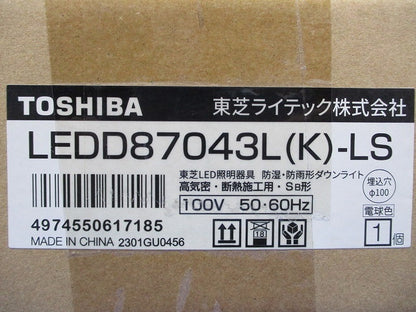 TOSHIBA 東芝ライテック株式会社
LEDD87043L(K)-LS
東芝LED照明器具 防湿・防雨形ダウンライト
高気密・断熱施工用・SB形
埋込穴
φ100
100V 50・60Hz
電球色
4974550617185
MADE IN CHINA 2301GU0456
18
1個